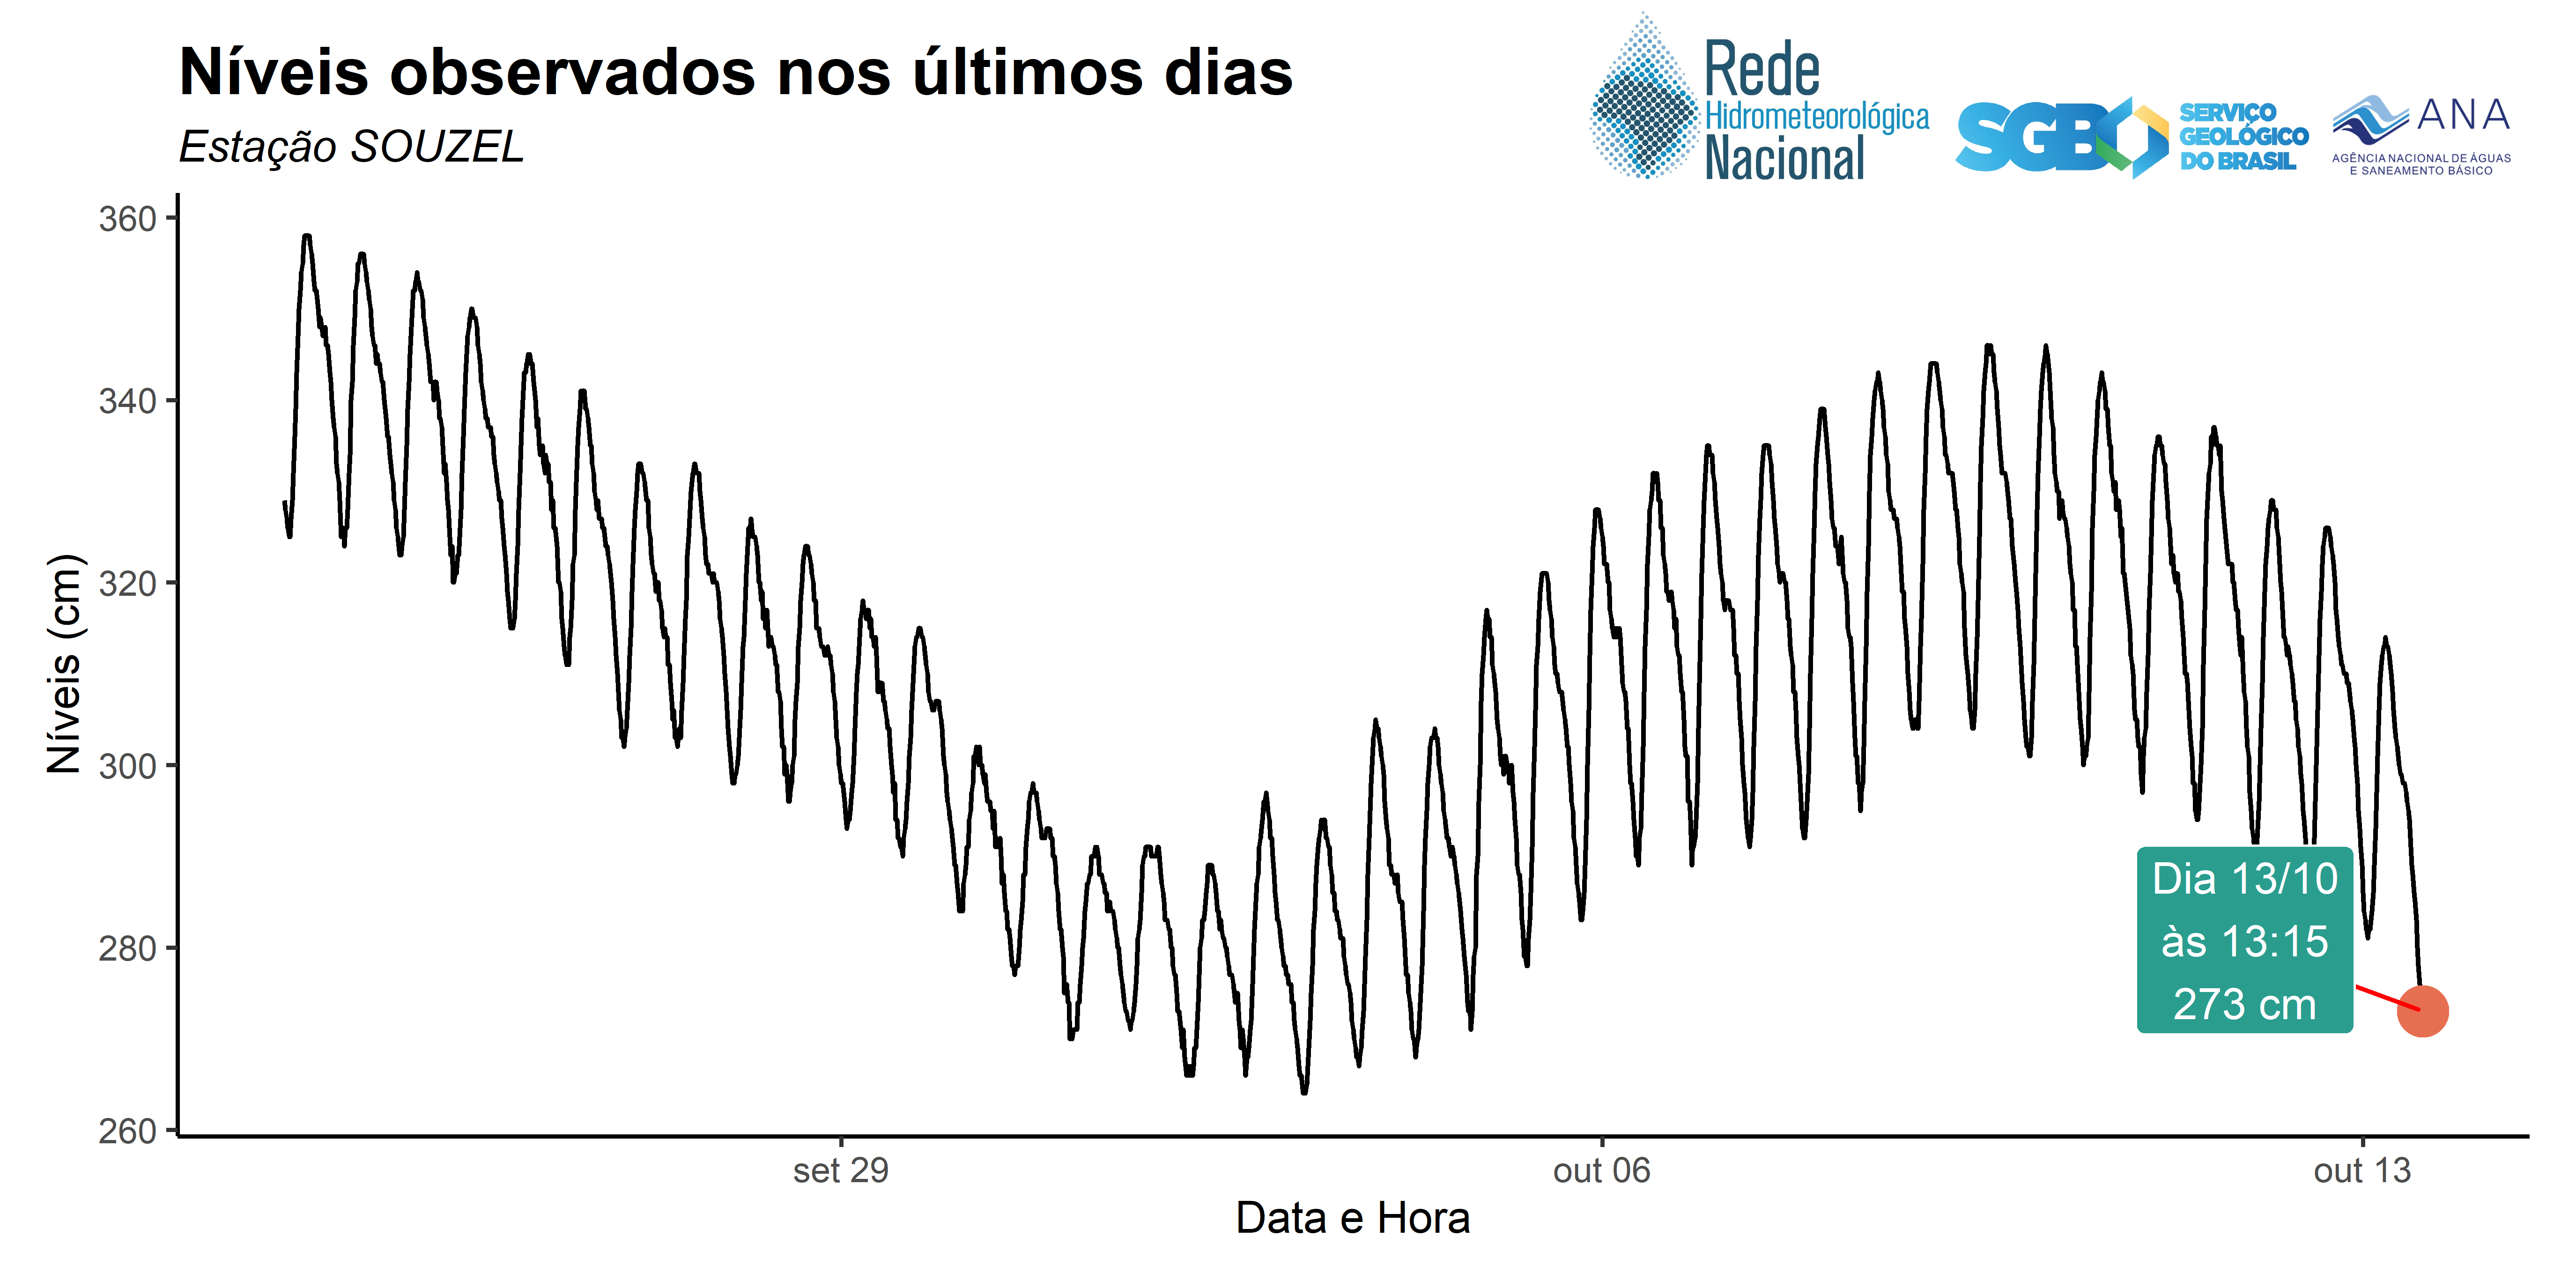 Níveis observados nos últimos dias
Estação SOUZEL
Rede
Hidrometeorológica
Nacional
SGB
SERVIÇO
GEOLÓGICO
DO BRASIL
ANA
AGÊNCIA NACIONAL DE ÁGUAS
E SANEAMENTO BÁSICO
Níveis (cm)
360
340
320
300
280
260
Dia 13/10
às 13:15
273 cm
set 29
out 06
out 13
Data e Hora